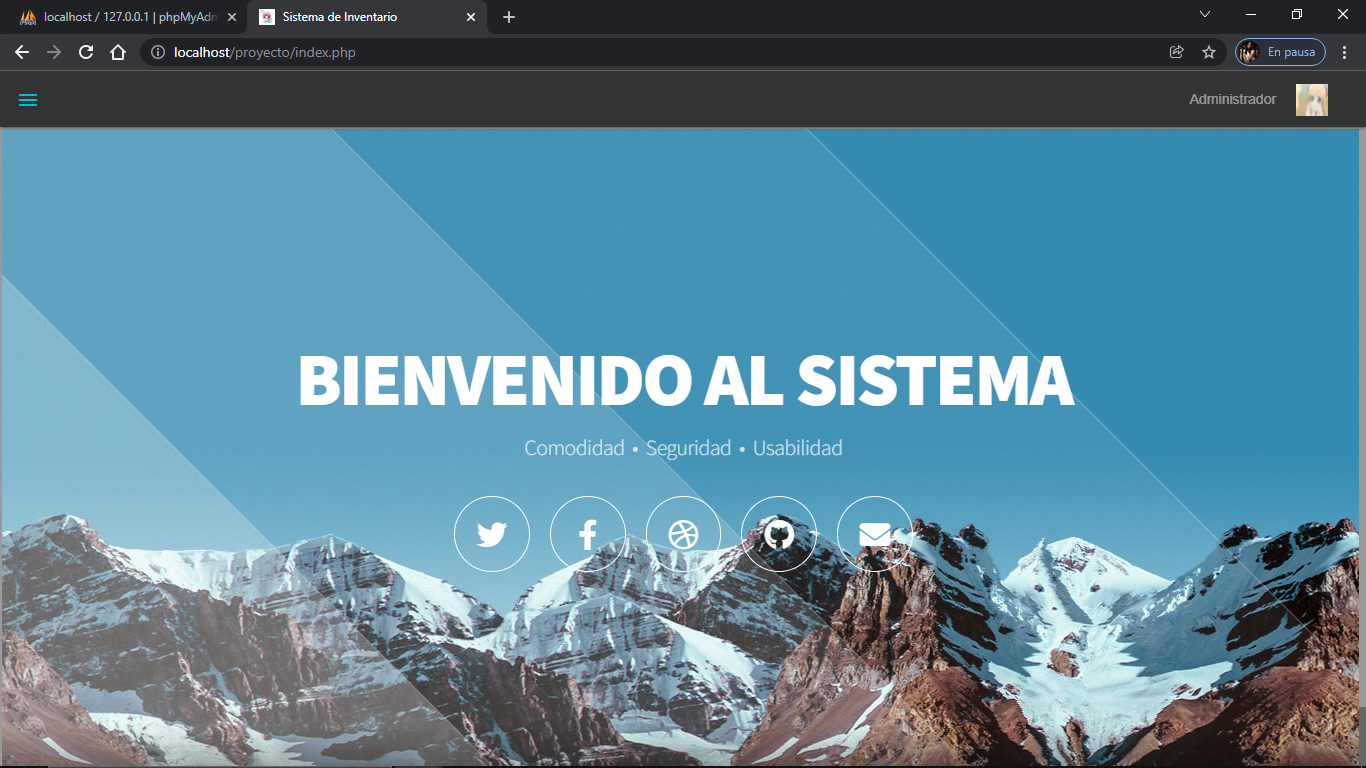 localhost / 127.0.0.1 | phpMyAdm
Sistema de Inventario
localhost/proyecto/index.php
En pausa
Administrador
BIENVENIDO AL SISTEMA
Comodidad • Seguridad • Usabilidad